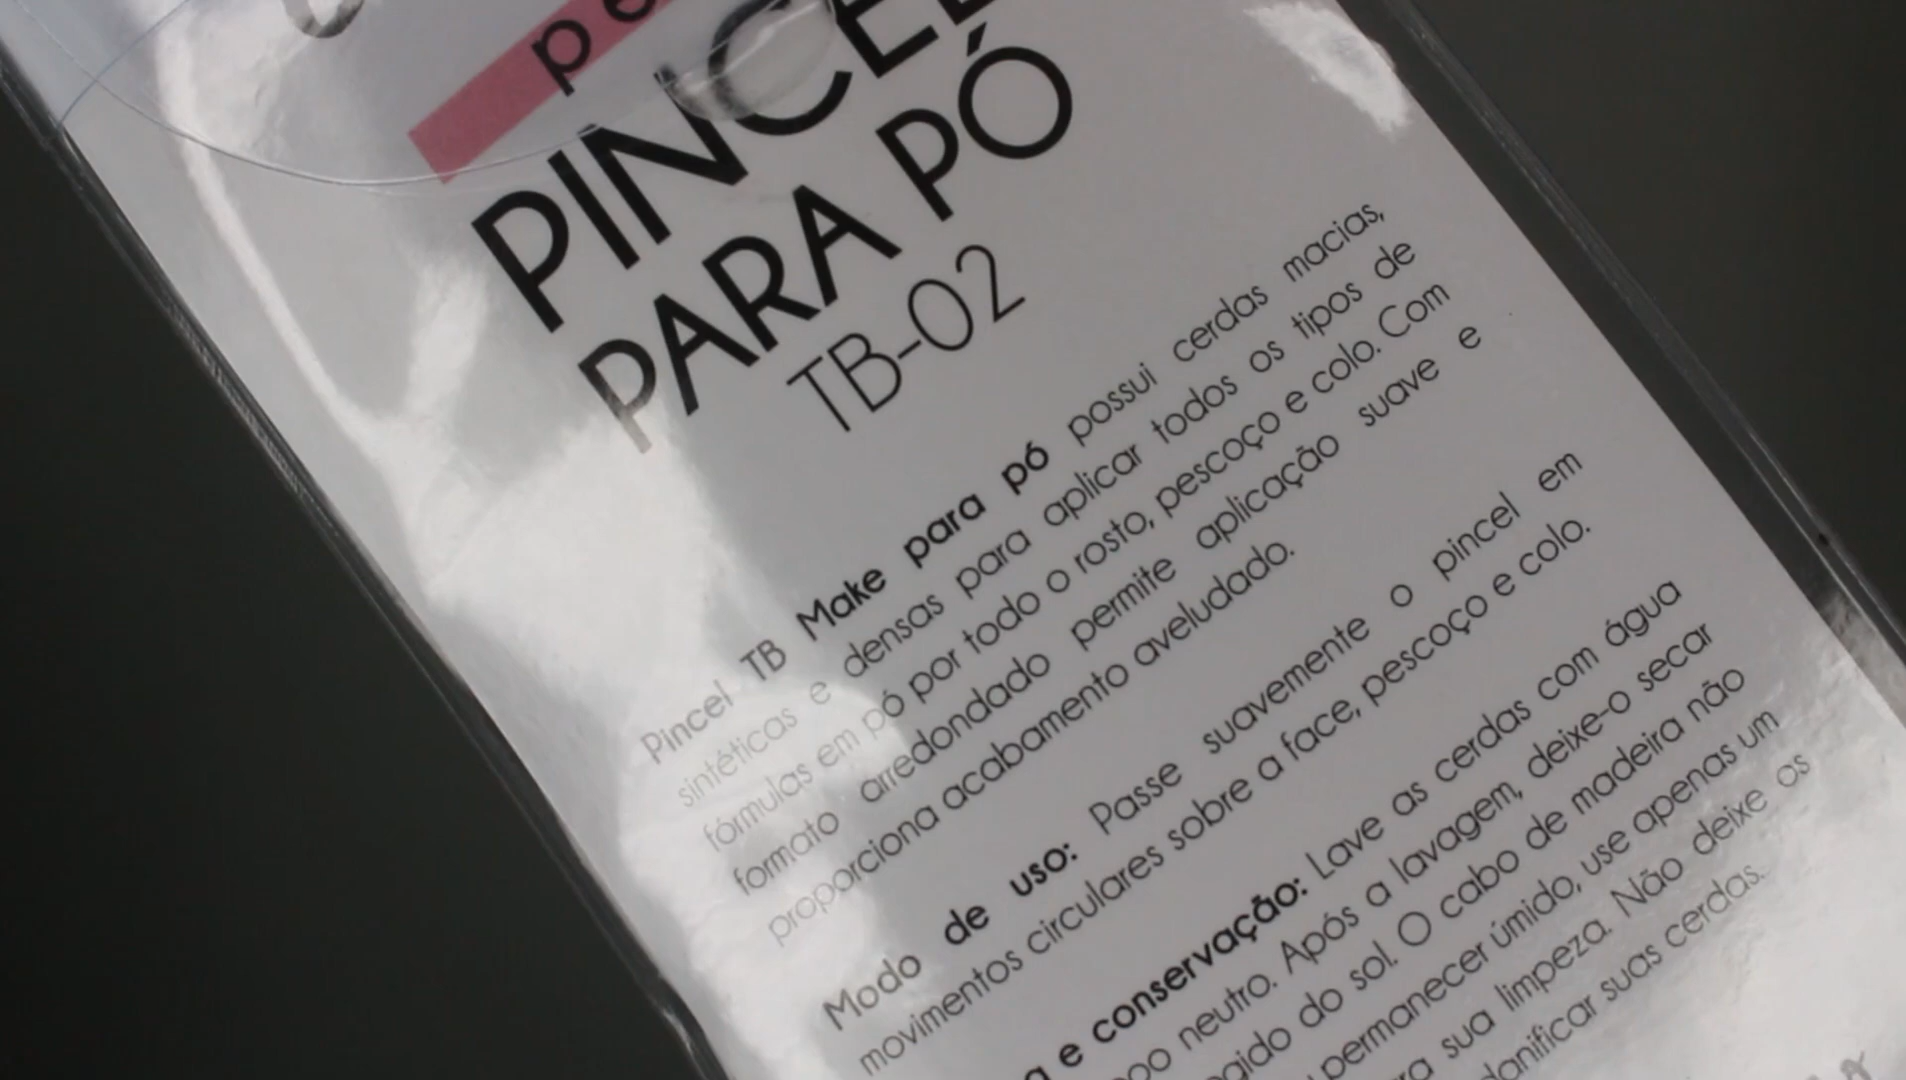 PINCEL
PARA PÓ
TB-02
Pincel TB Make para pó possui cerdas macias,
sintéticas e densas para aplicar todos os tipos de
fórmulas em pó por todo o rosto, pescoço e colo. Com
formato arredondado permite aplicação suave e
proporciona acabamento aveludado.
Modo de uso: Passe suavemente o pincel em
movimentos circulares sobre a face, pescoço e colo.
e conservação: Lave as cerdas com água
neutro. Após a lavagem, deixe-o secar
do sol. O cabo de madeira não
permanecer úmido, use apenas um
sua limpeza. Não deixe os
danificar suas cerdas.